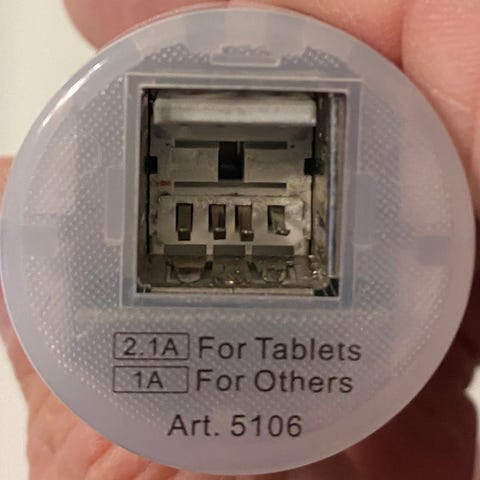 2.1A For Tablets
1A For Others
Art. 5106